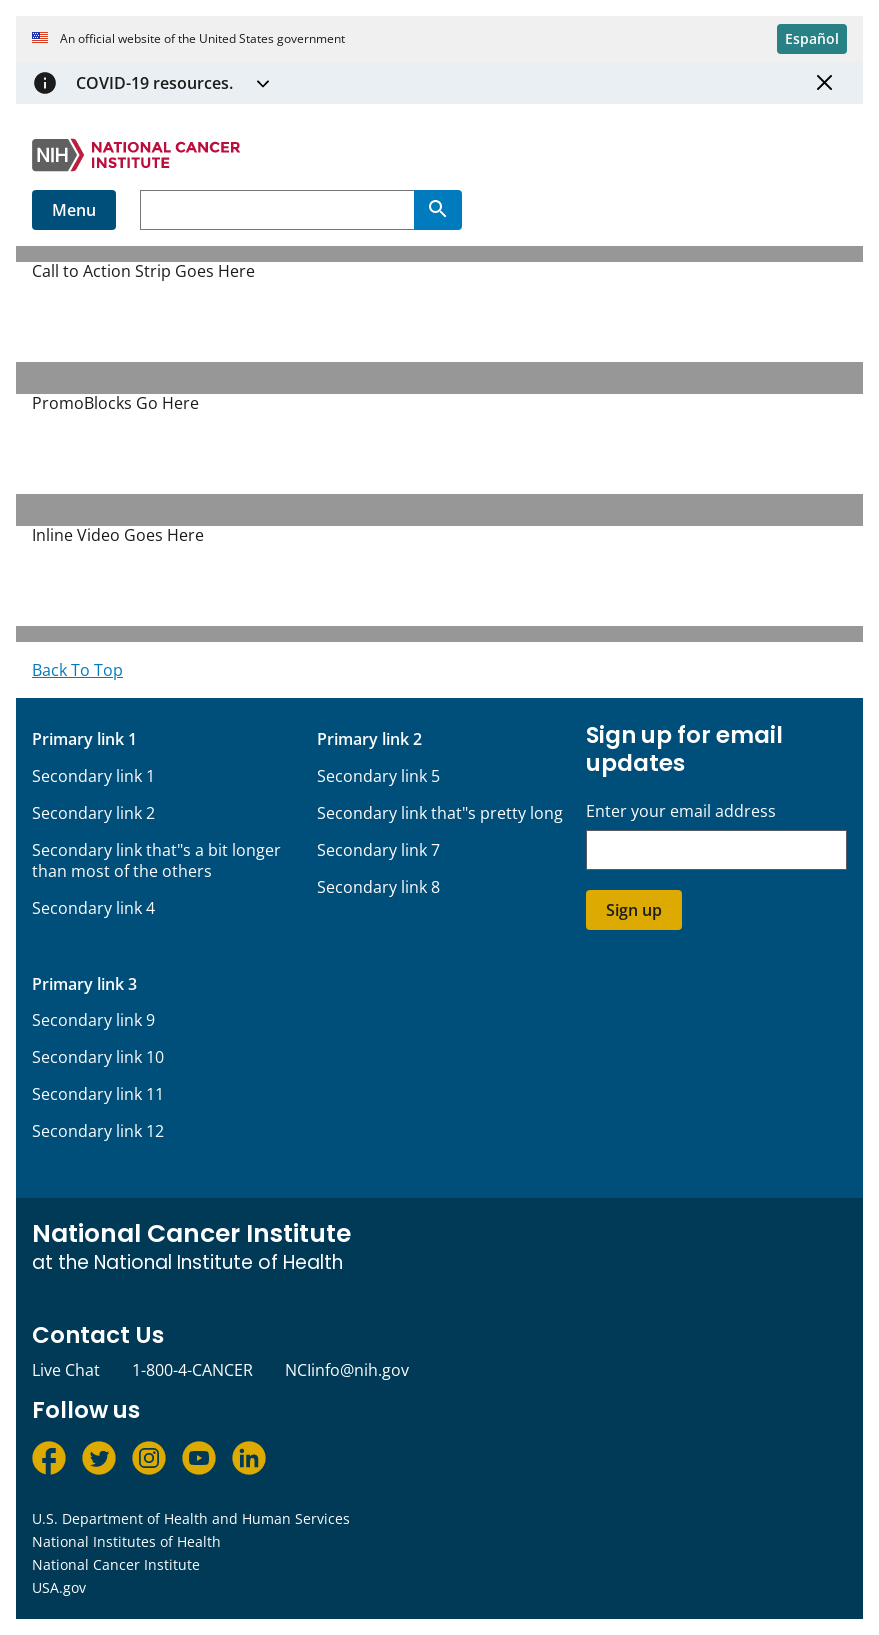 An official website of the United States government
Español
COVID-19 resources.
NIH
NATIONAL CANCER
INSTITUTE
Menu
Call to Action Strip Goes Here
PromoBlocks Go Here
Inline Video Goes Here
Back To Top
Primary link 1
Secondary link 1
Secondary link 2
Secondary link that"s a bit longer
than most of the others
Secondary link 4
Primary link 2
Secondary link 5
Secondary link that"s pretty long
Secondary link 7
Secondary link 8
Primary link 3
Secondary link 9
Secondary link 10
Secondary link 11
Secondary link 12
Sign up for email
updates
Enter your email address
Sign up
National Cancer Institute
at the National Institute of Health
Contact Us
Live Chat 1-800-4-CANCER NCIinfo@nih.gov
Follow us
U.S. Department of Health and Human Services
National Institutes of Health
National Cancer Institute
USA.gov